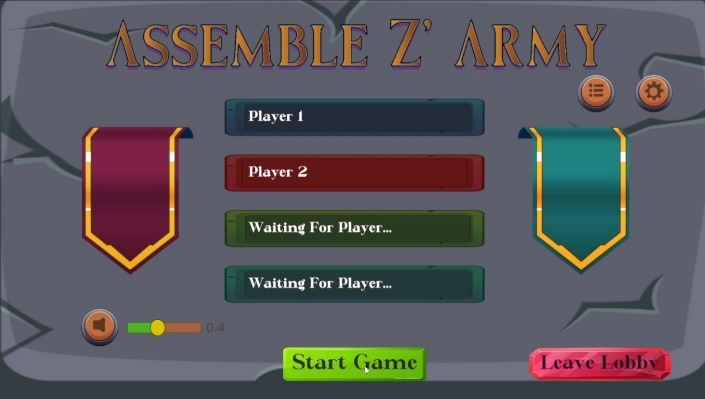 Assemble Z' Army
Player 1
Player 2
Waiting For Player...
Waiting For Player...
0.4
Start Game
Leave Lobby